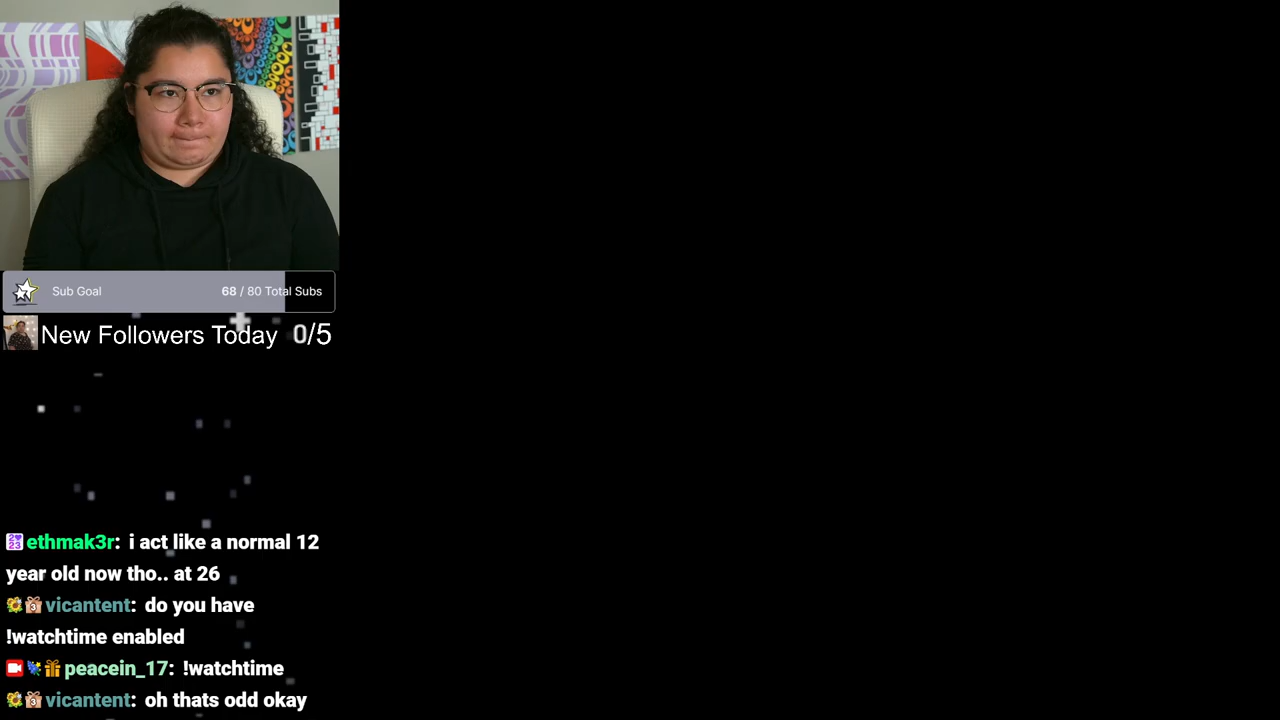 Sub Goal 68 / 80 Total Subs
New Followers Today 0/5
ethmak3r: i act like a normal 12
year old now tho.. at 26
vicantent: do you have
!watchtime enabled
peacein_17: !watchtime
vicantent: oh thats odd okay